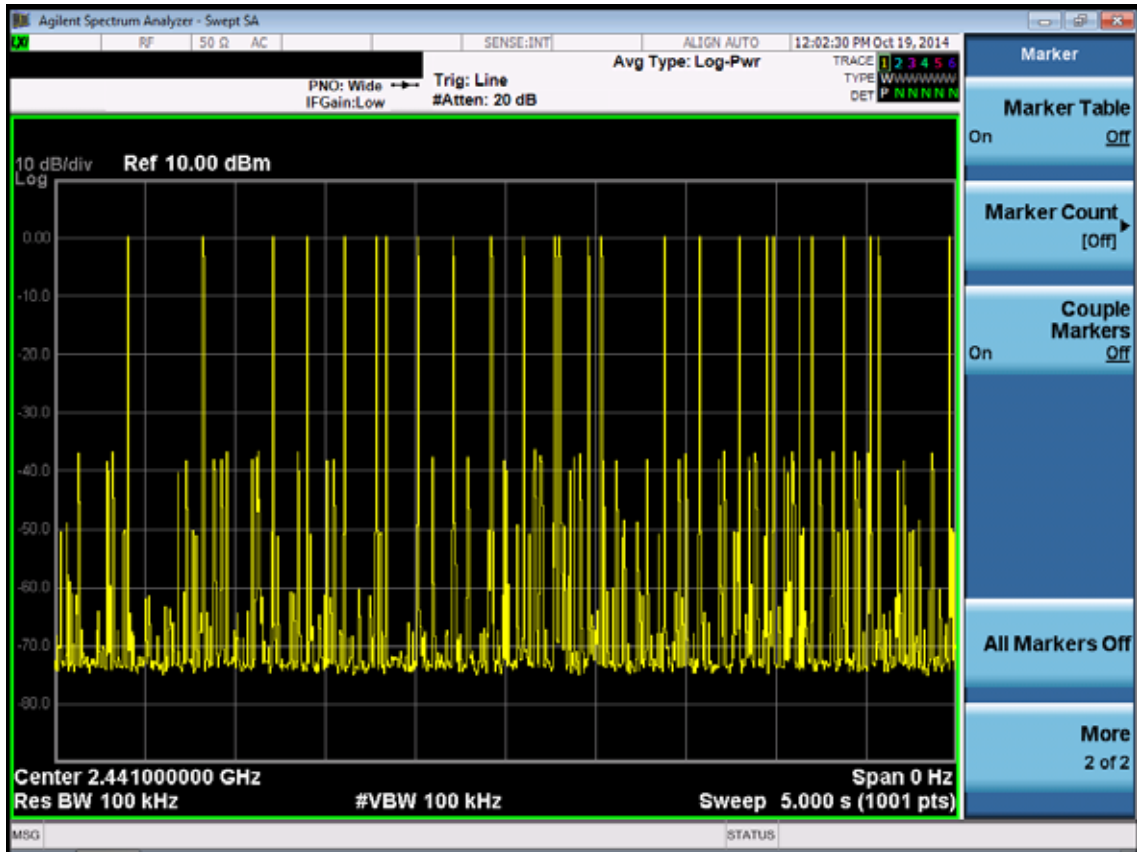 Agilent Spectrum Analyzer - Swept SA
LXI RF 50 Ω AC SENSE:INT ALIGN AUTO 12:02:30 PM Oct 19, 2014
PNO: Wide
IFGain:Low
Trig: Line
#Atten: 20 dB
Avg Type: Log-Pwr
TRACE 1 2 3 4 5 6
TYPE WWWWWWW
DET P N N N N N
10 dB/div
Log
Ref 10.00 dBm
0.00
-10.0
-20.0
-30.0
-40.0
-50.0
-60.0
-70.0
-80.0
Center 2.441000000 GHz
Span 0 Hz
Res BW 100 kHz
#VBW 100 kHz
Sweep 5.000 s (1001 pts)
MSG
STATUS
Marker
Marker Table
On Off
Marker Count
[Off]
Couple
Markers
On Off
All Markers Off
More
2 of 2